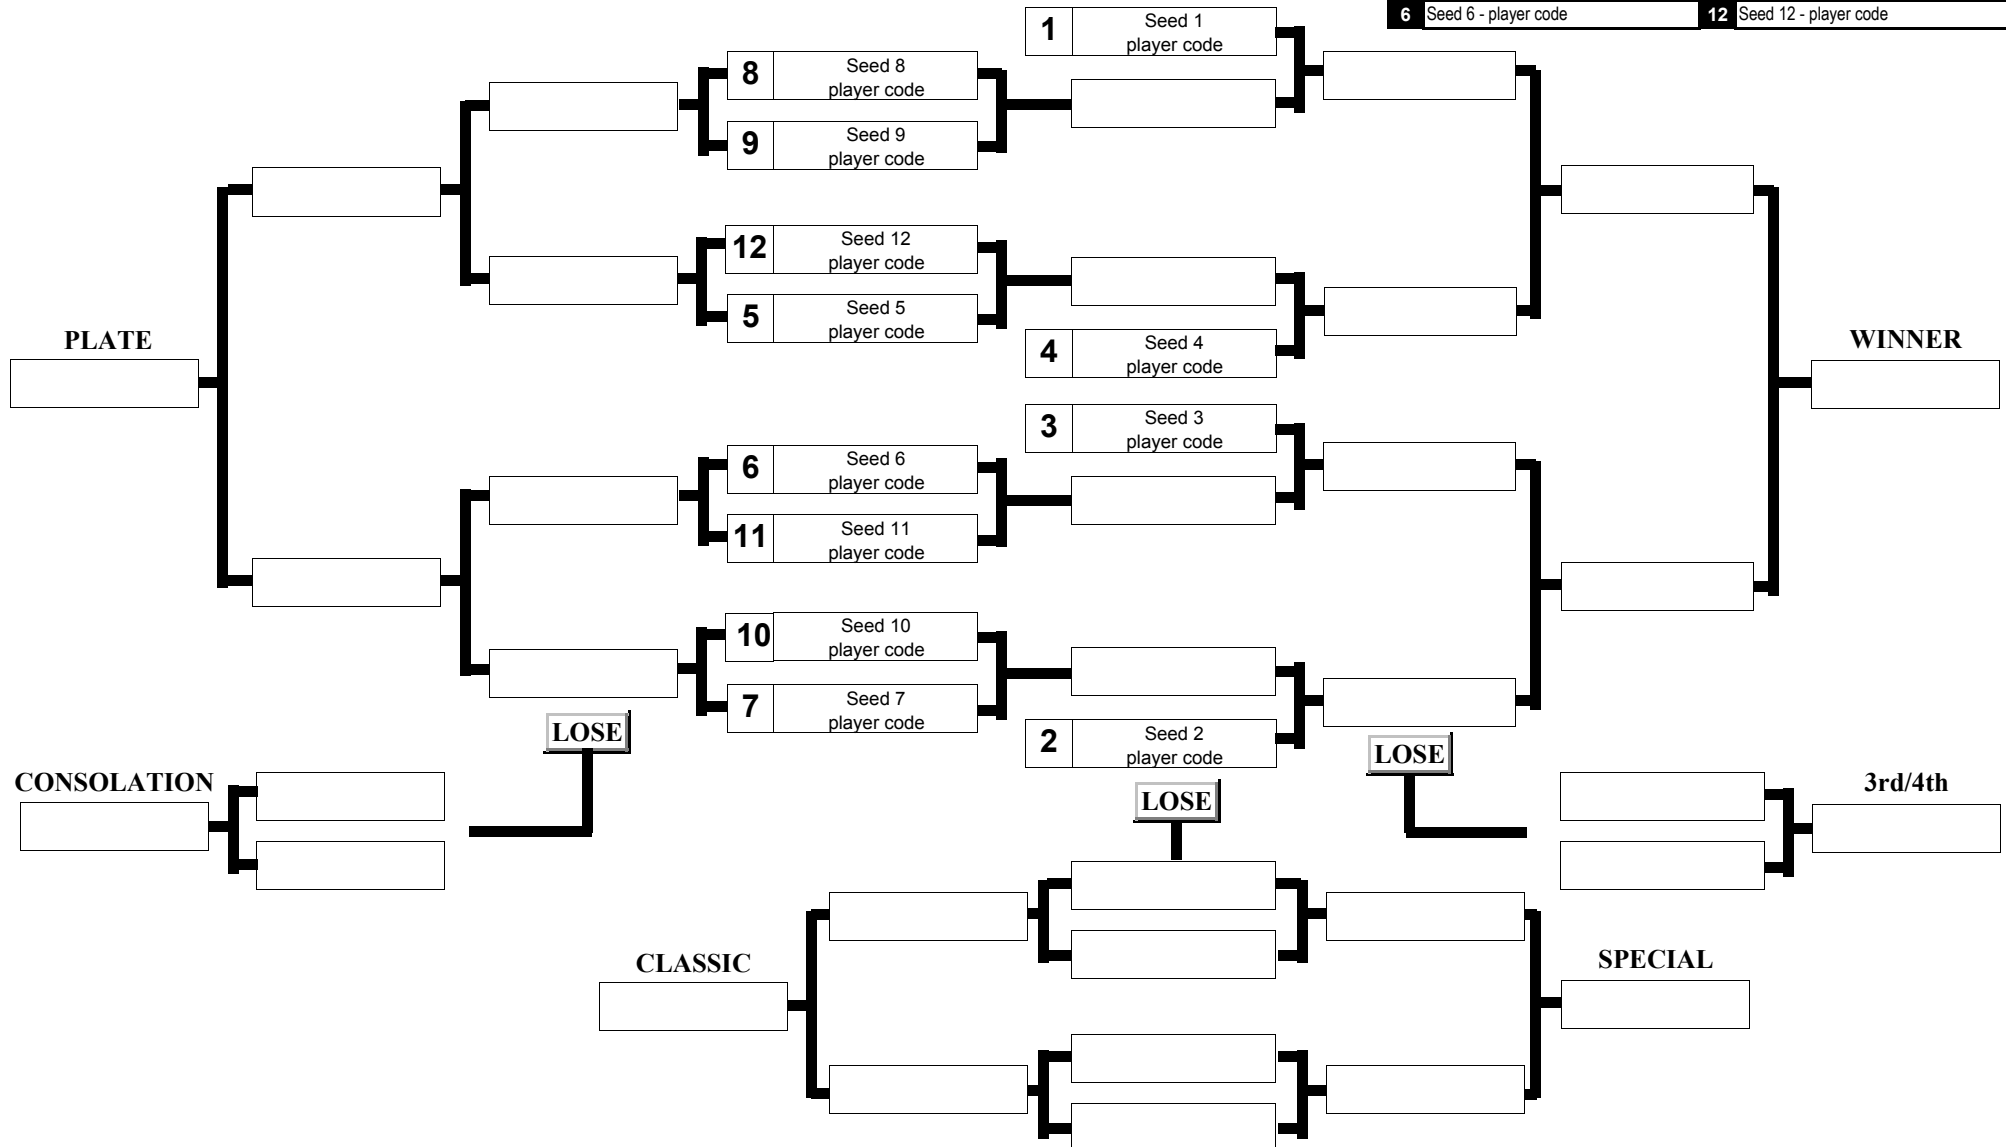 6 Seed 6 - player code 12 Seed 12 - player code
1 Seed 1
player code
8 Seed 8
player code
9 Seed 9
player code
12 Seed 12
player code
5 Seed 5
player code
4 Seed 4
player code
PLATE
WINNER
3 Seed 3
player code
6 Seed 6
player code
11 Seed 11
player code
10 Seed 10
player code
7 Seed 7
player code
2 Seed 2
player code
LOSE
LOSE
LOSE
CONSOLATION
3rd/4th
CLASSIC
SPECIAL